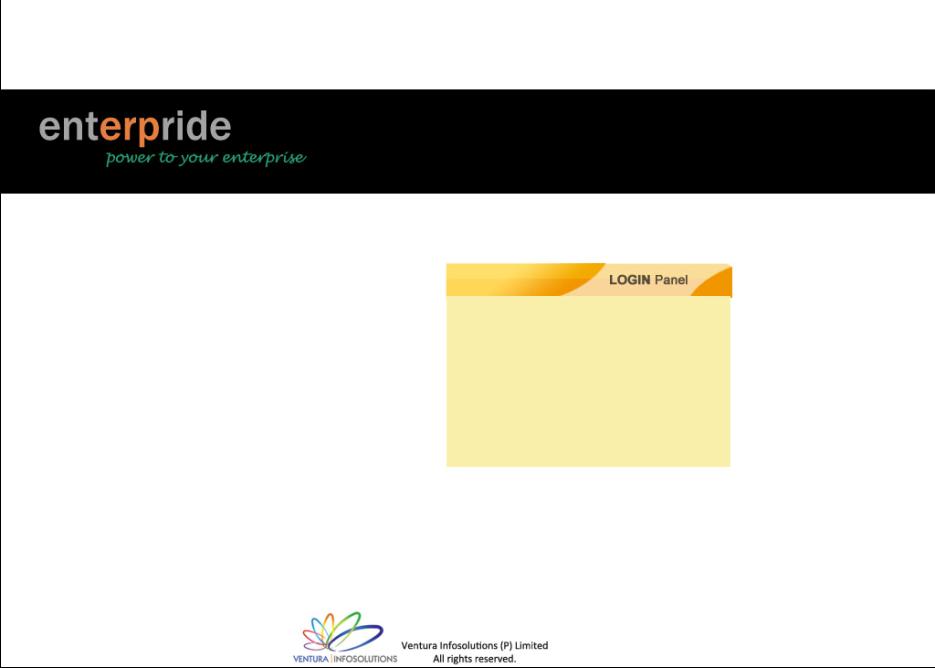 enterpride
power to your enterprise
LOGIN Panel
VENTURA | INFOSOLUTIONS
Ventura Infosolutions (P) Limited
All rights reserved.